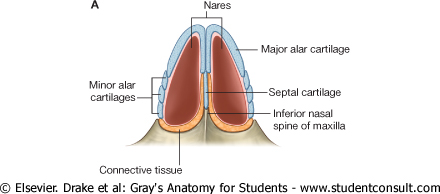 A
Nares
Major alar cartilage
Minor alar
cartilages
Septal cartilage
Inferior nasal
spine of maxilla
Connective tissue
© Elsevier. Drake et al: Gray's Anatomy for Students - www.studentconsult.com